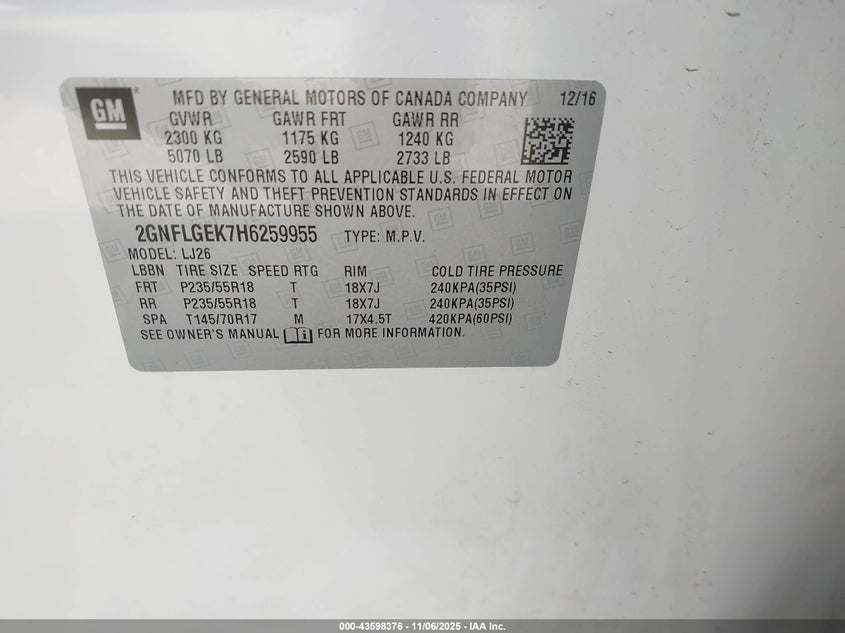 GM MFD BY GENERAL MOTORS OF CANADA COMPANY 12/16
GVWR GAWR FRT GAWR RR
2300 KG 1175 KG 1240 KG
5070 LB 2590 LB 2733 LB
THIS VEHICLE CONFORMS TO ALL APPLICABLE U.S. FEDERAL MOTOR
VEHICLE SAFETY AND THEFT PREVENTION STANDARDS IN EFFECT ON
THE DATE OF MANUFACTURE SHOWN ABOVE.
2GNFLGEK7H6259955 TYPE: M.P.V.
MODEL: LJ26
LBBN TIRE SIZE SPEED RTG RIM COLD TIRE PRESSURE
FRT P235/55R18 T 18X7J 240KPA(35PSI)
RR P235/55R18 T 18X7J 240KPA(35PSI)
SPA T145/70R17 M 17X4.5T 420KPA(60PSI)
SEE OWNER'S MANUAL i FOR MORE INFORMATION.
000-43598376 - 11/06/2025 - IAA Inc.